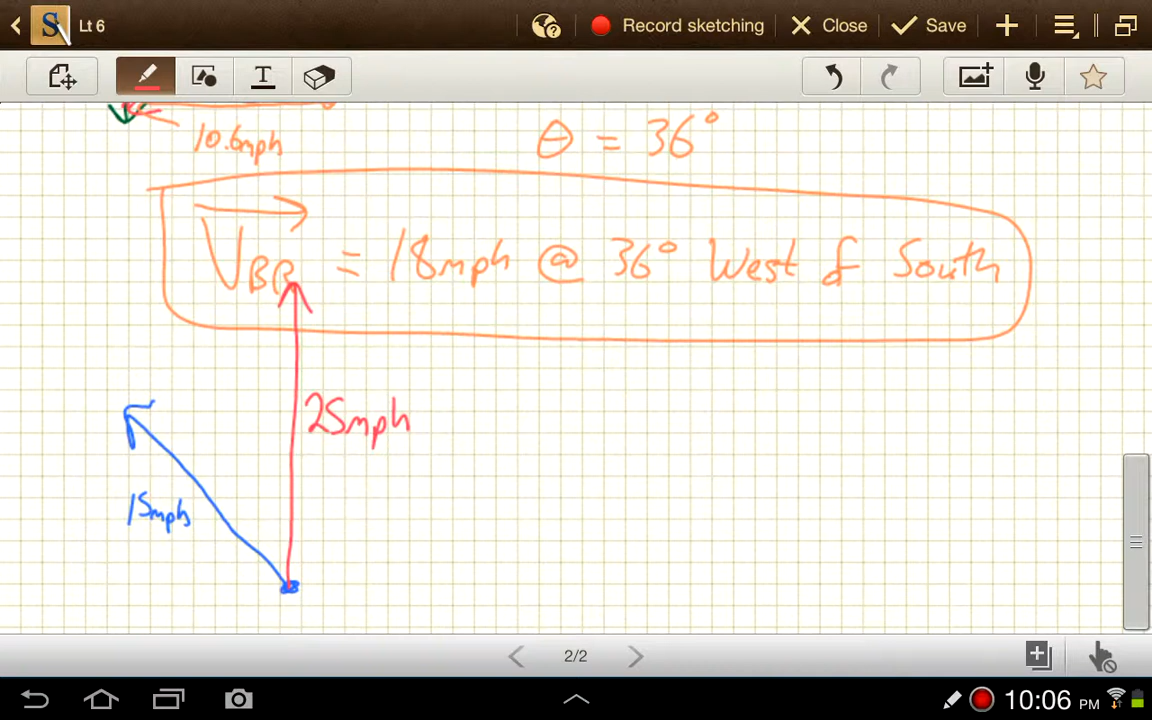 S Lt 6 Record sketching Close Save
T
10.6mph
θ = 36°
V BR = 18mph @ 36° West of South
25mph
15mph
2/2
10:06 PM